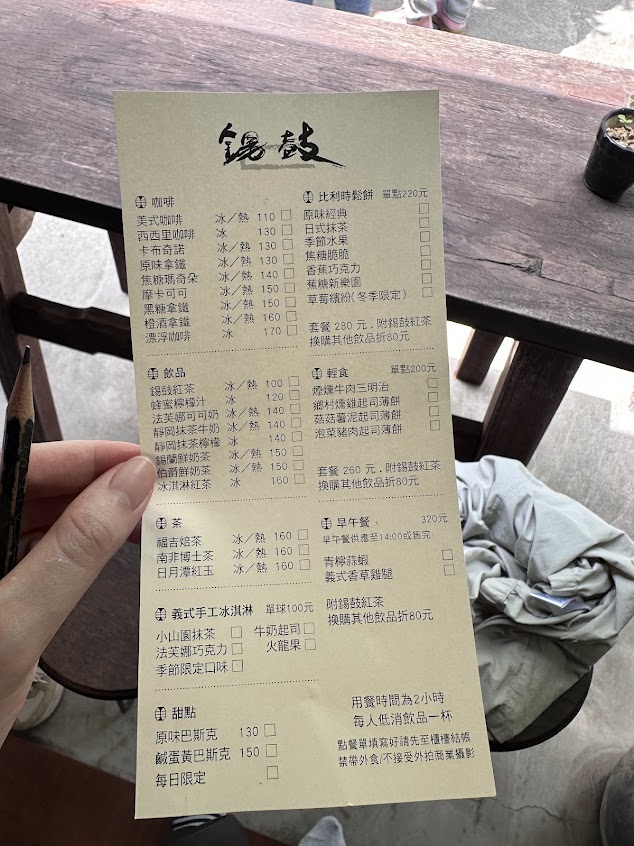 錫鼓
咖啡
美式咖啡 冰／熱 110 □
西西里咖啡 冰 130 □
卡布奇諾 冰／熱 130 □
原味拿鐵 冰／熱 130 □
焦糖瑪奇朵 冰／熱 140 □
摩卡可可 冰／熱 150 □
黑糖拿鐵 冰／熱 150 □
橙酒拿鐵 冰／熱 160 □
漂浮咖啡 冰 170 □
飲品
錫鼓紅茶 冰／熱 100 □
蜂蜜檸檬汁 冰 120 □
法芙娜可可奶 冰／熱 140 □
靜岡抹茶牛奶 冰／熱 140 □
靜岡抹茶檸檬 冰 140 □
錫蘭鮮奶茶 冰／熱 150 □
伯爵鮮奶茶 冰／熱 150 □
冰淇淋紅茶 冰 160 □
茶
福吉焙茶 冰／熱 160 □
南非博士茶 冰／熱 160 □
日月潭紅玉 冰／熱 160 □
義式手工冰淇淋 單球100元
小山園抹茶 □ 牛奶起司 □
法芙娜巧克力 □ 火龍果 □
季節限定口味 □
甜點
原味巴斯克 130 □
鹹蛋黃巴斯克 150 □
每日限定 □
比利時鬆餅 單點220元
原味經典 □
日式抹茶 □
季節水果 □
焦糖脆脆 □
香蕉巧克力 □
蕉糖新樂園 □
草莓繽紛(冬季限定) □
套餐 280 元，附錫鼓紅茶
換購其他飲品折80元
輕食 單點200元
煙燻牛肉三明治 □
鄉村燻雞起司薄餅 □
菇菇薯泥起司薄餅 □
泡菜豬肉起司薄餅 □
套餐 260 元，附錫鼓紅茶
換購其他飲品折80元
早午餐 320元
早午餐供應至14:00或售完
青檸蒜蝦 □
義式香草雞腿 □
附錫鼓紅茶
換購其他飲品折80元
用餐時間為2小時
每人低消飲品一杯
點餐單填寫好請先至櫃檯結帳
禁帶外食/不接受外拍商業攝影